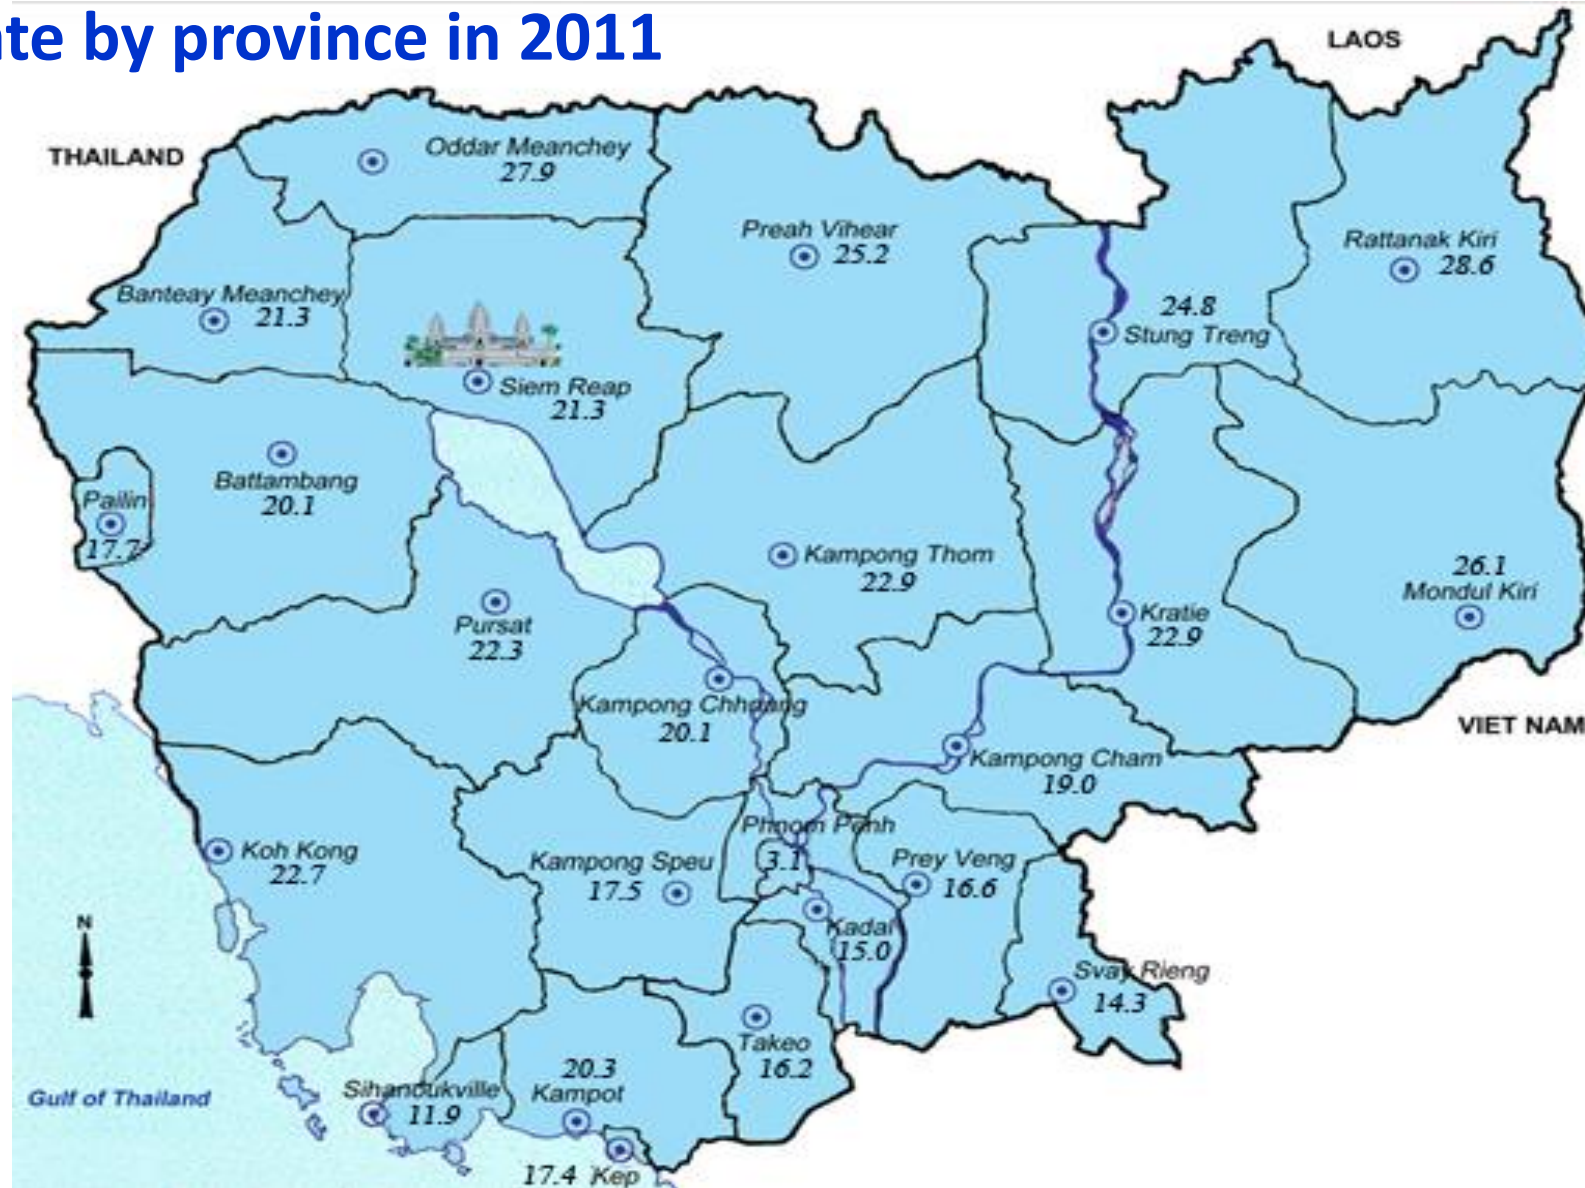 ate by province in 2011
LAOS
THAILAND
Oddar Meanchey
27.9
Preah Vihear
25.2
Rattanak Kiri
28.6
Banteay Meanchey
21.3
24.8
Stung Treng
Siem Reap
21.3
Battambang
20.1
Pailin
17.7
Kampong Thom
22.9
26.1
Mondul Kiri
Kratie
22.9
Pursat
22.3
Kampong Chhnang
20.1
VIET NAM
Kampong Cham
19.0
Koh Kong
22.7
Kampong Speu
17.5
Phnom Penh
3.1
Prey Veng
16.6
Kadal
15.0
N
Svay Rieng
14.3
Takeo
16.2
20.3
Kampot
Gulf of Thailand
Sihanoukville
11.9
17.4 Kep